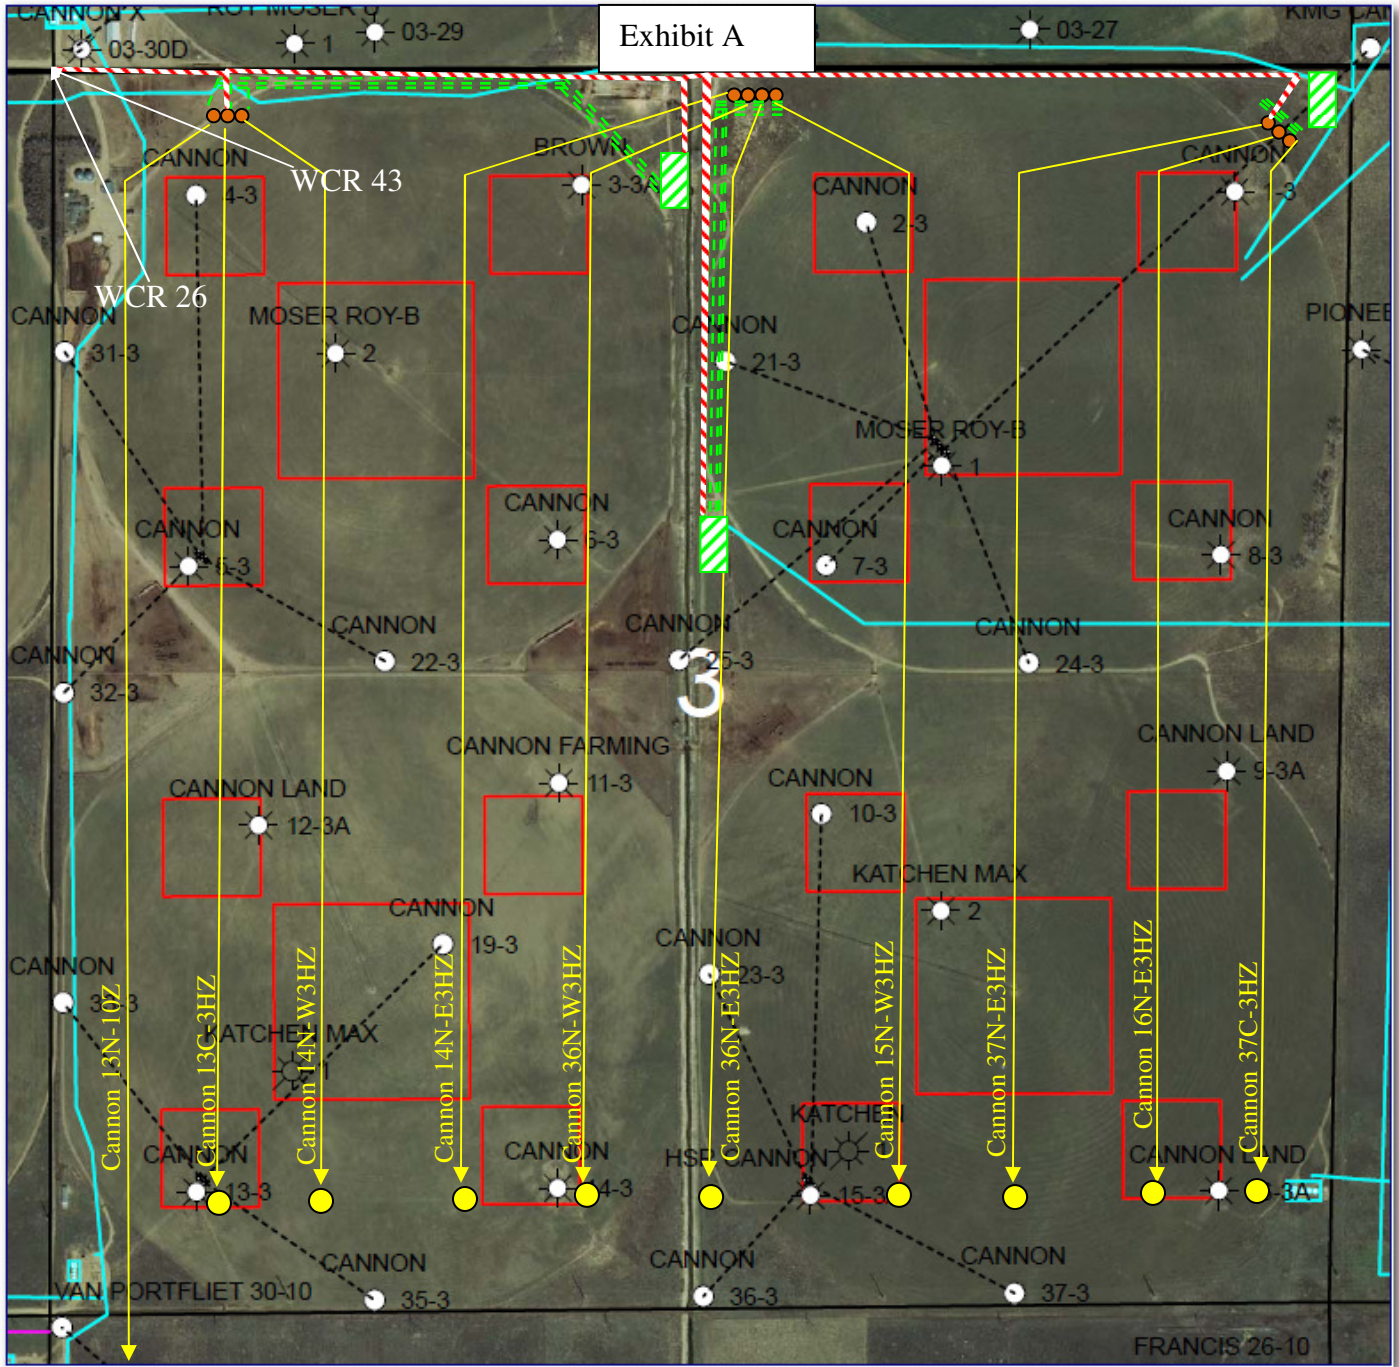 Exhibit A
CANNON X
03-30D
ROY MOSER U
1
03-29
03-27
KMG CAN
CANNON
4-3
WCR 43
WCR 26
BROWN
3-3A
CANNON
2-3
CANNON
1-3
CANNON
31-3
MOSER ROY-B
2
CANNON
21-3
PIONEE
MOSER ROY-B
1
CANNON
5-3
CANNON
6-3
CANNON
7-3
CANNON
8-3
CANNON
22-3
CANNON
25-3
CANNON
24-3
CANNON
32-3
3
CANNON FARMING
11-3
CANNON LAND
9-3A
CANNON LAND
12-3A
CANNON
10-3
KATCHEN MAX
2
CANNON
19-3
CANNON
23-3
CANNON
KATCHEN MAX
1
Cannon 13N-10Z
Cannon 13C-3HZ
Cannon 14N-W3HZ
Cannon 14N-E3HZ
Cannon 36N-W3HZ
Cannon 36N-E3HZ
Cannon 15N-W3HZ
Cannon 37N-E3HZ
Cannon 16N-E3HZ
Cannon 37C-3HZ
CANNON
13-3
CANNON
14-3
KATCHEN
HSR CANNON
15-3
CANNON LAND
-3A
VAN PORTFLIET 30-10
CANNON
35-3
CANNON
36-3
CANNON
37-3
FRANCIS 26-10